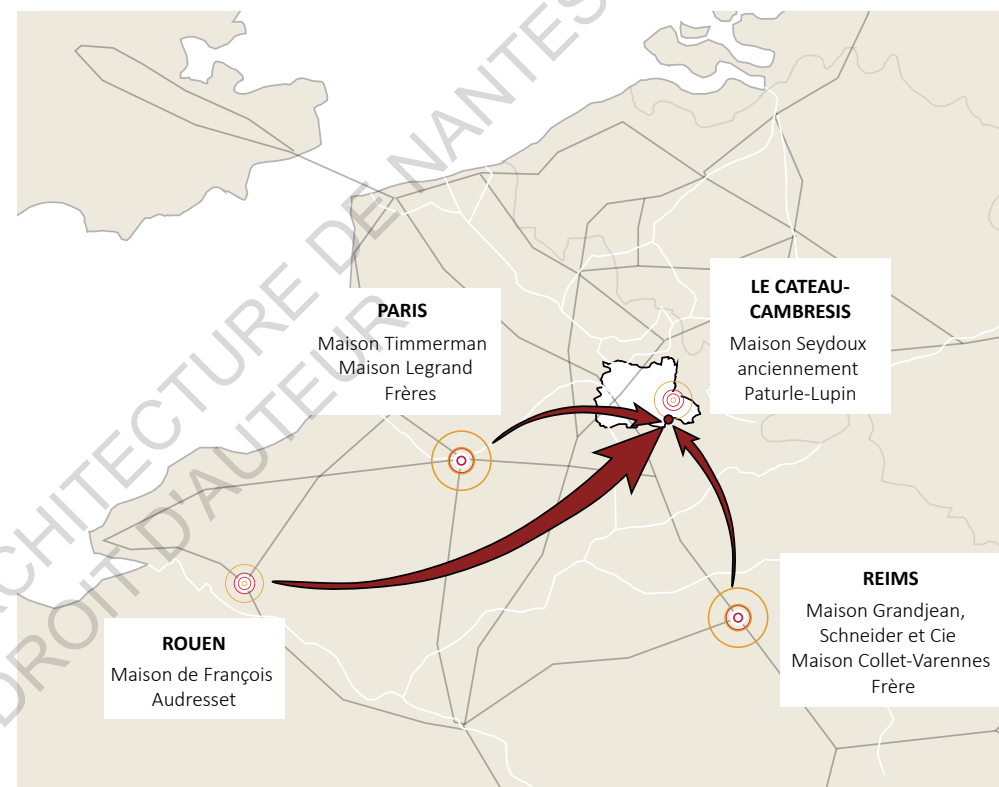 ARCHITECTURE DE NANTES
DROIT D'AUTEUR
PARIS
Maison Timmerman
Maison Legrand
Frères
LE CATEAU-
CAMBRESIS
Maison Seydoux
anciennement
Paturle-Lupin
ROUEN
Maison de François
Audresset
REIMS
Maison Grandjean,
Schneider et Cie
Maison Collet-Varennes
Frère